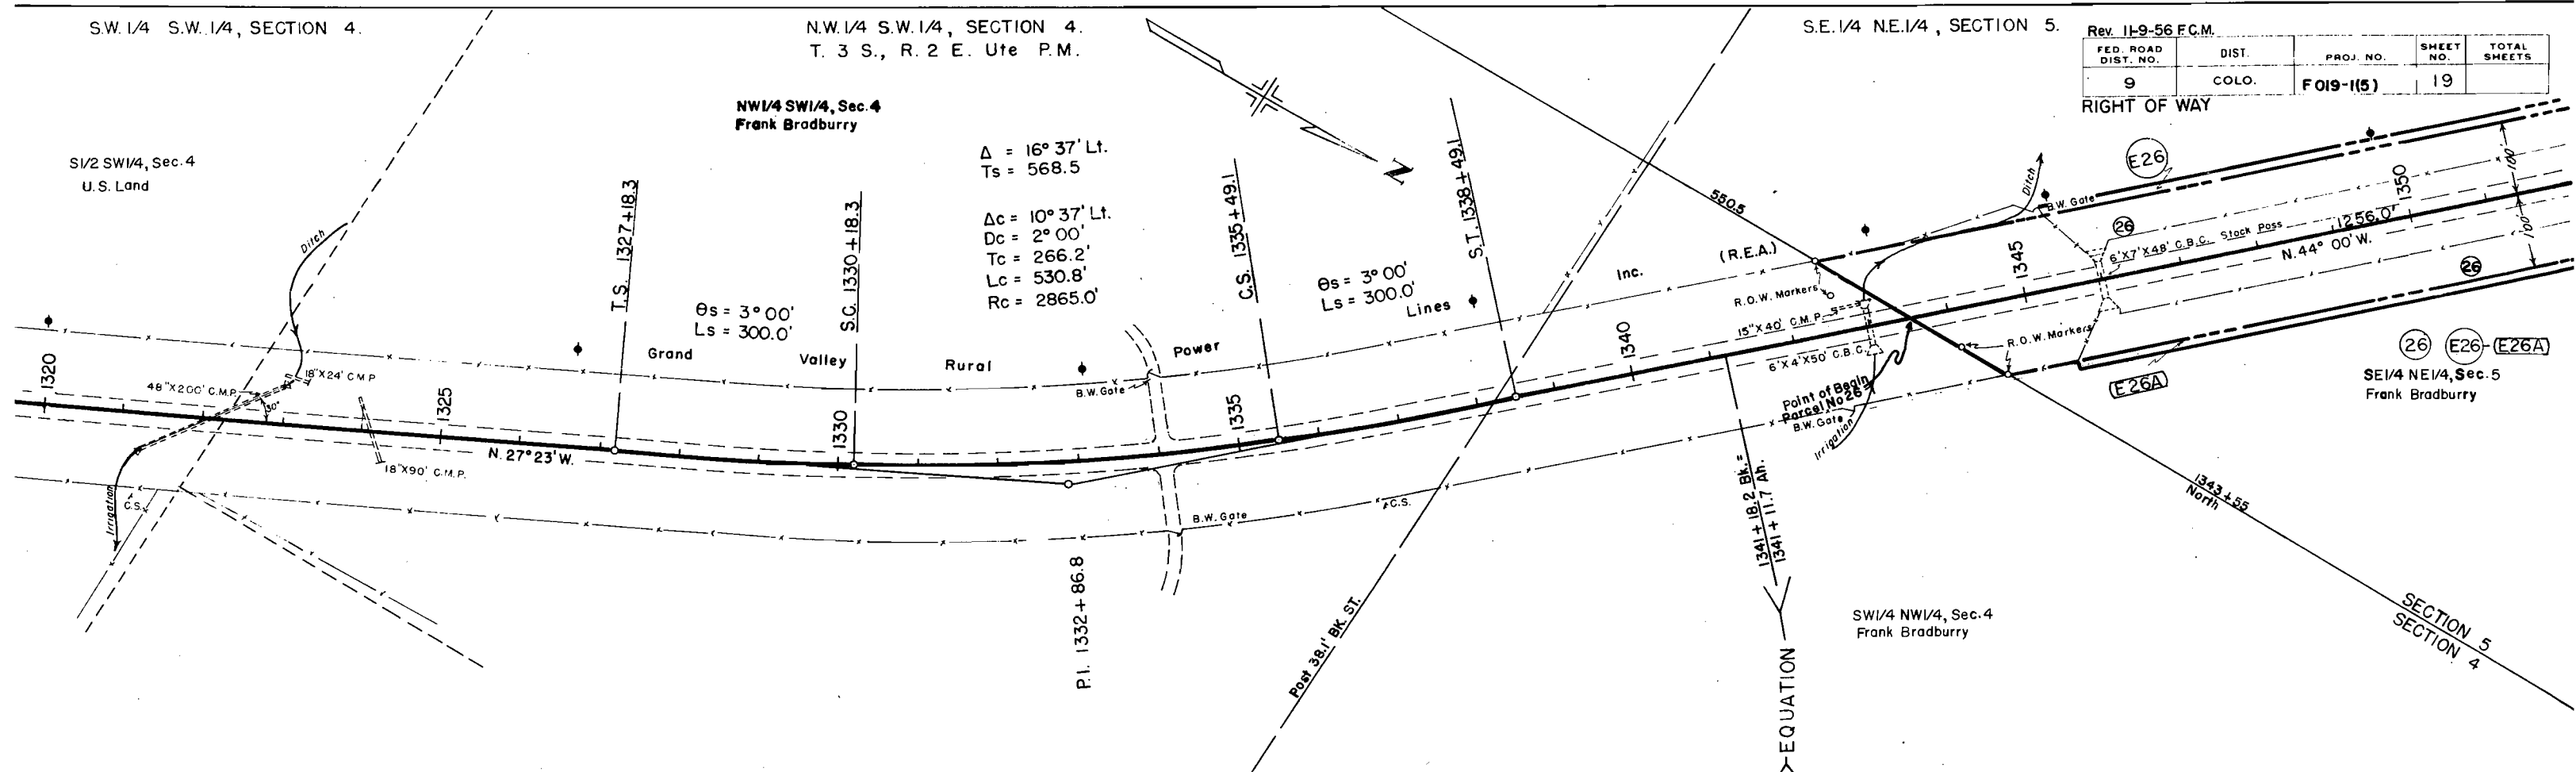 S.W. 1/4 S.W. 1/4, SECTION 4.
N.W. 1/4 S.W. 1/4, SECTION 4.
T. 3 S., R. 2 E. Ute P.M.
S.E. 1/4 N.E. 1/4, SECTION 5.
Rev. 11-9-56 F.C.M.
FED. ROAD DIST. NO.
DIST.
PROJ. NO.
SHEET NO.
TOTAL SHEETS
9
COLO.
F 019-1(5)
19
RIGHT OF WAY
NW1/4 SW1/4, Sec. 4
Frank Bradburry
S1/2 SW1/4, Sec. 4
U.S. Land
Δ = 16° 37' Lt.
Ts = 568.5
Δc = 10° 37' Lt.
Dc = 2° 00'
Tc = 266.2'
Lc = 530.8'
Rc = 2865.0'
θs = 3° 00'
Ls = 300.0'
θs = 3° 00'
Ls = 300.0'
T.S. 1327+18.3
S.C. 1330+18.3
C.S. 1335+49.1
S.T. 1338+49.1
N
Ditch
Grand Valley Rural Power Lines Inc. (R.E.A.)
550.5
Ditch
B.W. Gate
E26
1350
100'
100'
1256.0'
26
6'X7'X48' C.B.C. Stock Pass
N. 44° 00' W.
26
1345
R.O.W. Markers
15"X40' C.M.P.
6'X4'X50' C.B.C.
R.O.W. Markers
1340
1320
48"X200' C.M.P.
18"X24' C.M.P.
30°
1325
N. 27° 23' W.
18"X90' C.M.P.
1330
B.W. Gate
1335
Point of Begin
Parcel No 26
B.W. Gate
Irrigation
E26A
26 E26-E26A
SE1/4 NE1/4, Sec. 5
Frank Bradburry
Irrigation
C.S.
B.W. Gate
C.S.
1341+18.2 Bk. =
1341+11.7 Ah.
EQUATION
1343+55
North
P.I. 1332+86.8
Post 38.1' BK. ST.
SW1/4 NW1/4, Sec. 4
Frank Bradburry
SECTION 5
SECTION 4